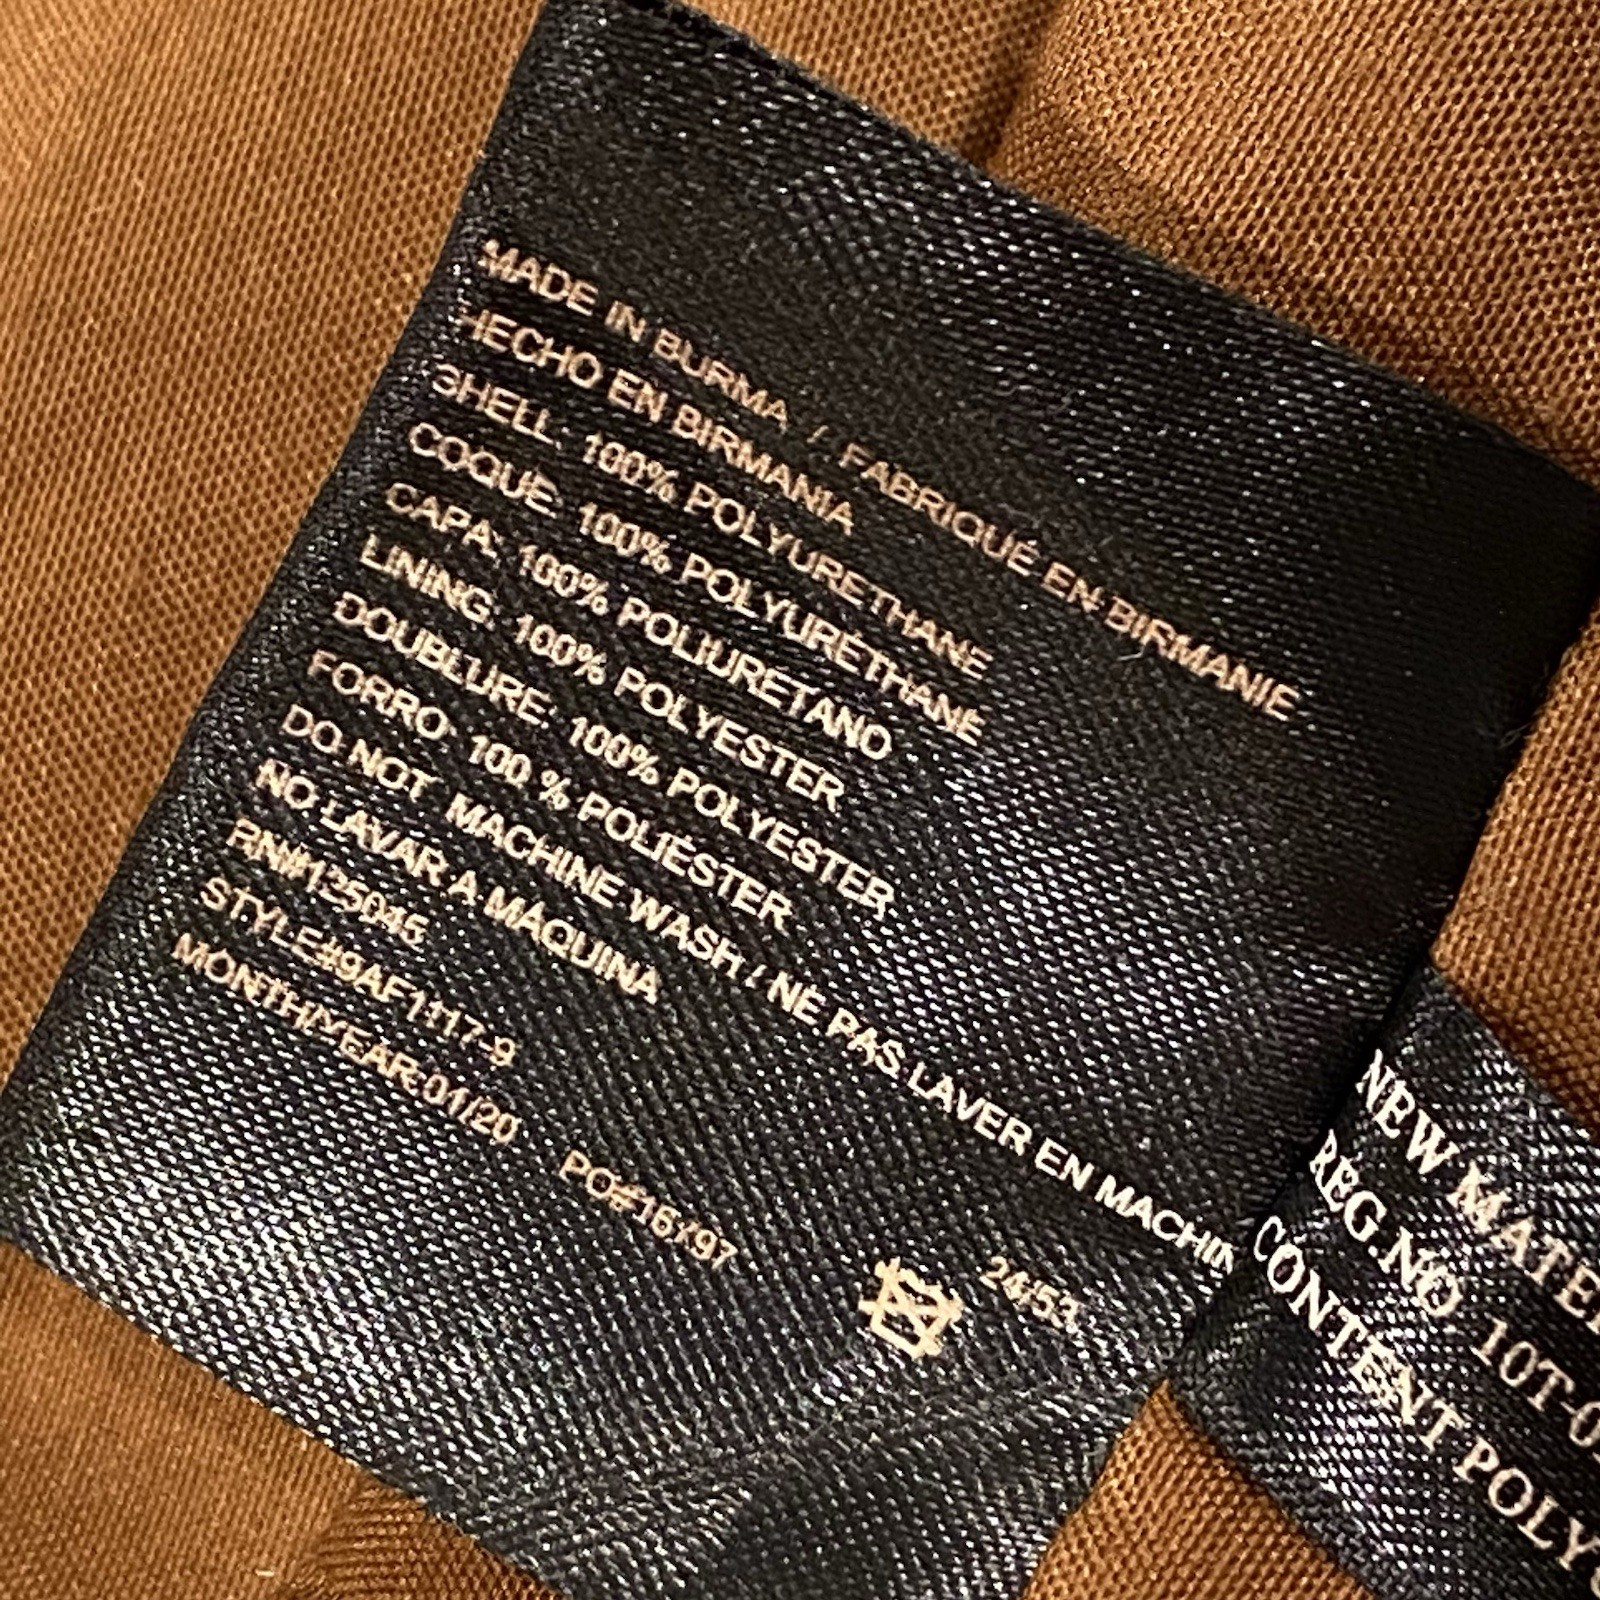 MADE IN BURMA / FABRIQUÉ EN BIRMANIE
HECHO EN BIRMANIA
SHELL: 100% POLYURETHANE
COQUE: 100% POLYURÉTHANE
CAPA: 100% POLIURETANO
LINING: 100% POLYESTER
DOUBLURE: 100% POLYESTER
FORRO: 100 % POLIÉSTER
DO NOT MACHINE WASH / NE PAS LAVER EN MACHIN
NO LAVAR A MÁQUINA
RN#125045
STYLE#9AF1117-9
MONTH/YEAR:01/20 PO#16797 24/53
NEW MATE
REG.NO 10T-0
CONTENT POLY